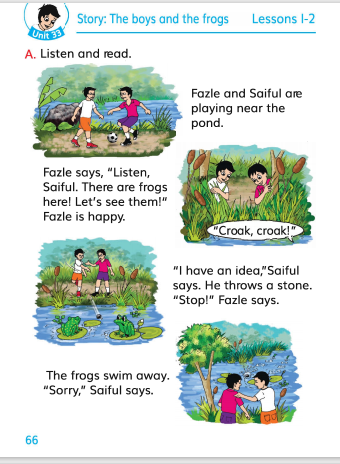 Unit 33
Story: The boys and the frogs
Lessons 1-2
A. Listen and read.
Fazle and Saiful are
playing near the
pond.
Fazle says, “Listen,
Saiful. There are frogs
here! Let’s see them!”
Fazle is happy.
“Croak, croak!”
“I have an idea,”Saiful
says. He throws a stone.
“Stop!” Fazle says.
The frogs swim away.
“Sorry,” Saiful says.
66